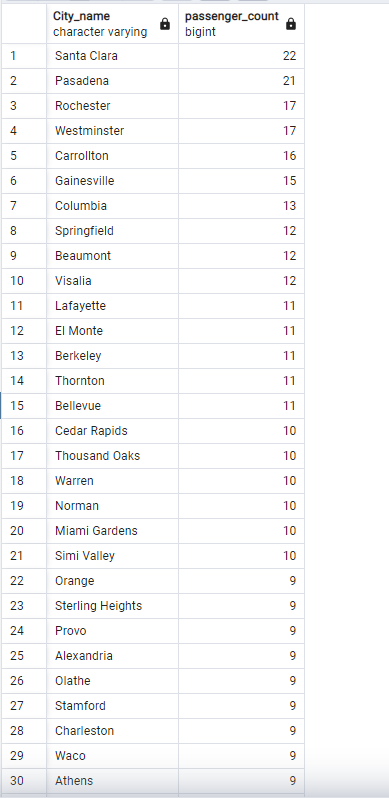 City_name passenger_count
character varying bigint
1 Santa Clara 22
2 Pasadena 21
3 Rochester 17
4 Westminster 17
5 Carrollton 16
6 Gainesville 15
7 Columbia 13
8 Springfield 12
9 Beaumont 12
10 Visalia 12
11 Lafayette 11
12 El Monte 11
13 Berkeley 11
14 Thornton 11
15 Bellevue 11
16 Cedar Rapids 10
17 Thousand Oaks 10
18 Warren 10
19 Norman 10
20 Miami Gardens 10
21 Simi Valley 10
22 Orange 9
23 Sterling Heights 9
24 Provo 9
25 Alexandria 9
26 Olathe 9
27 Stamford 9
28 Charleston 9
29 Waco 9
30 Athens 9